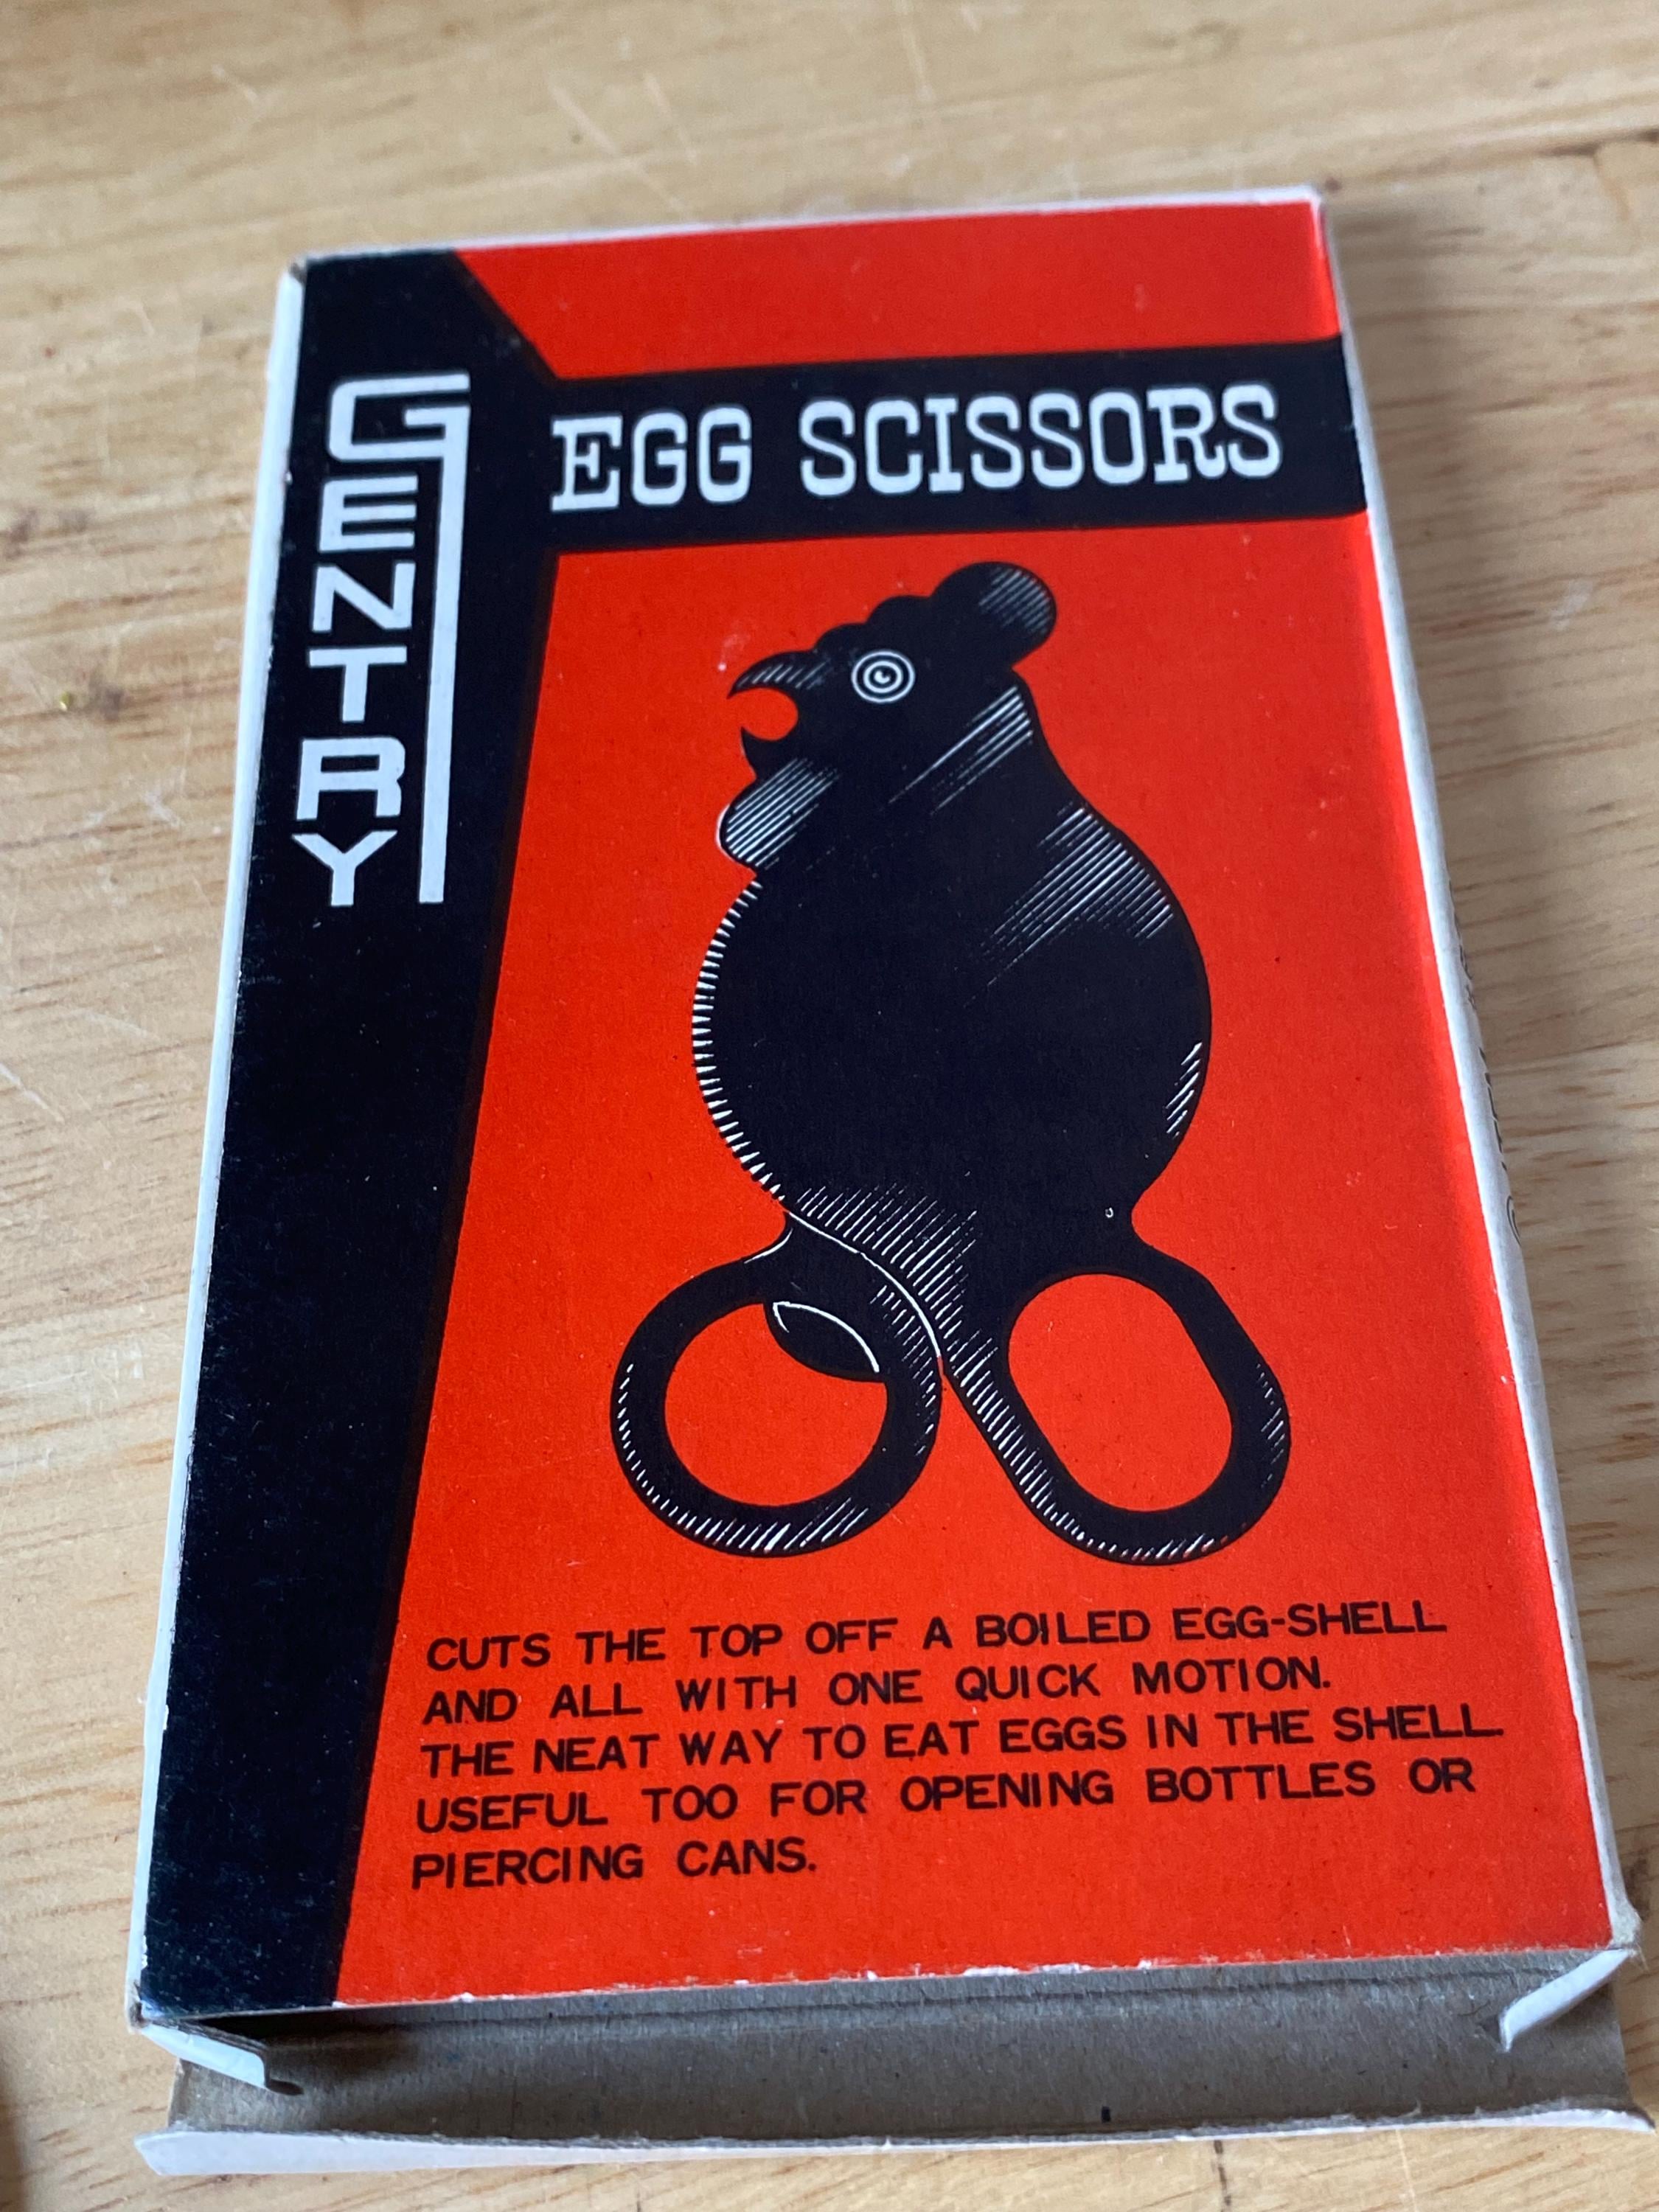 GENTRY
EGG SCISSORS
CUTS THE TOP OFF A BOILED EGG-SHELL
AND ALL WITH ONE QUICK MOTION.
THE NEAT WAY TO EAT EGGS IN THE SHELL
USEFUL TOO FOR OPENING BOTTLES OR
PIERCING CANS.